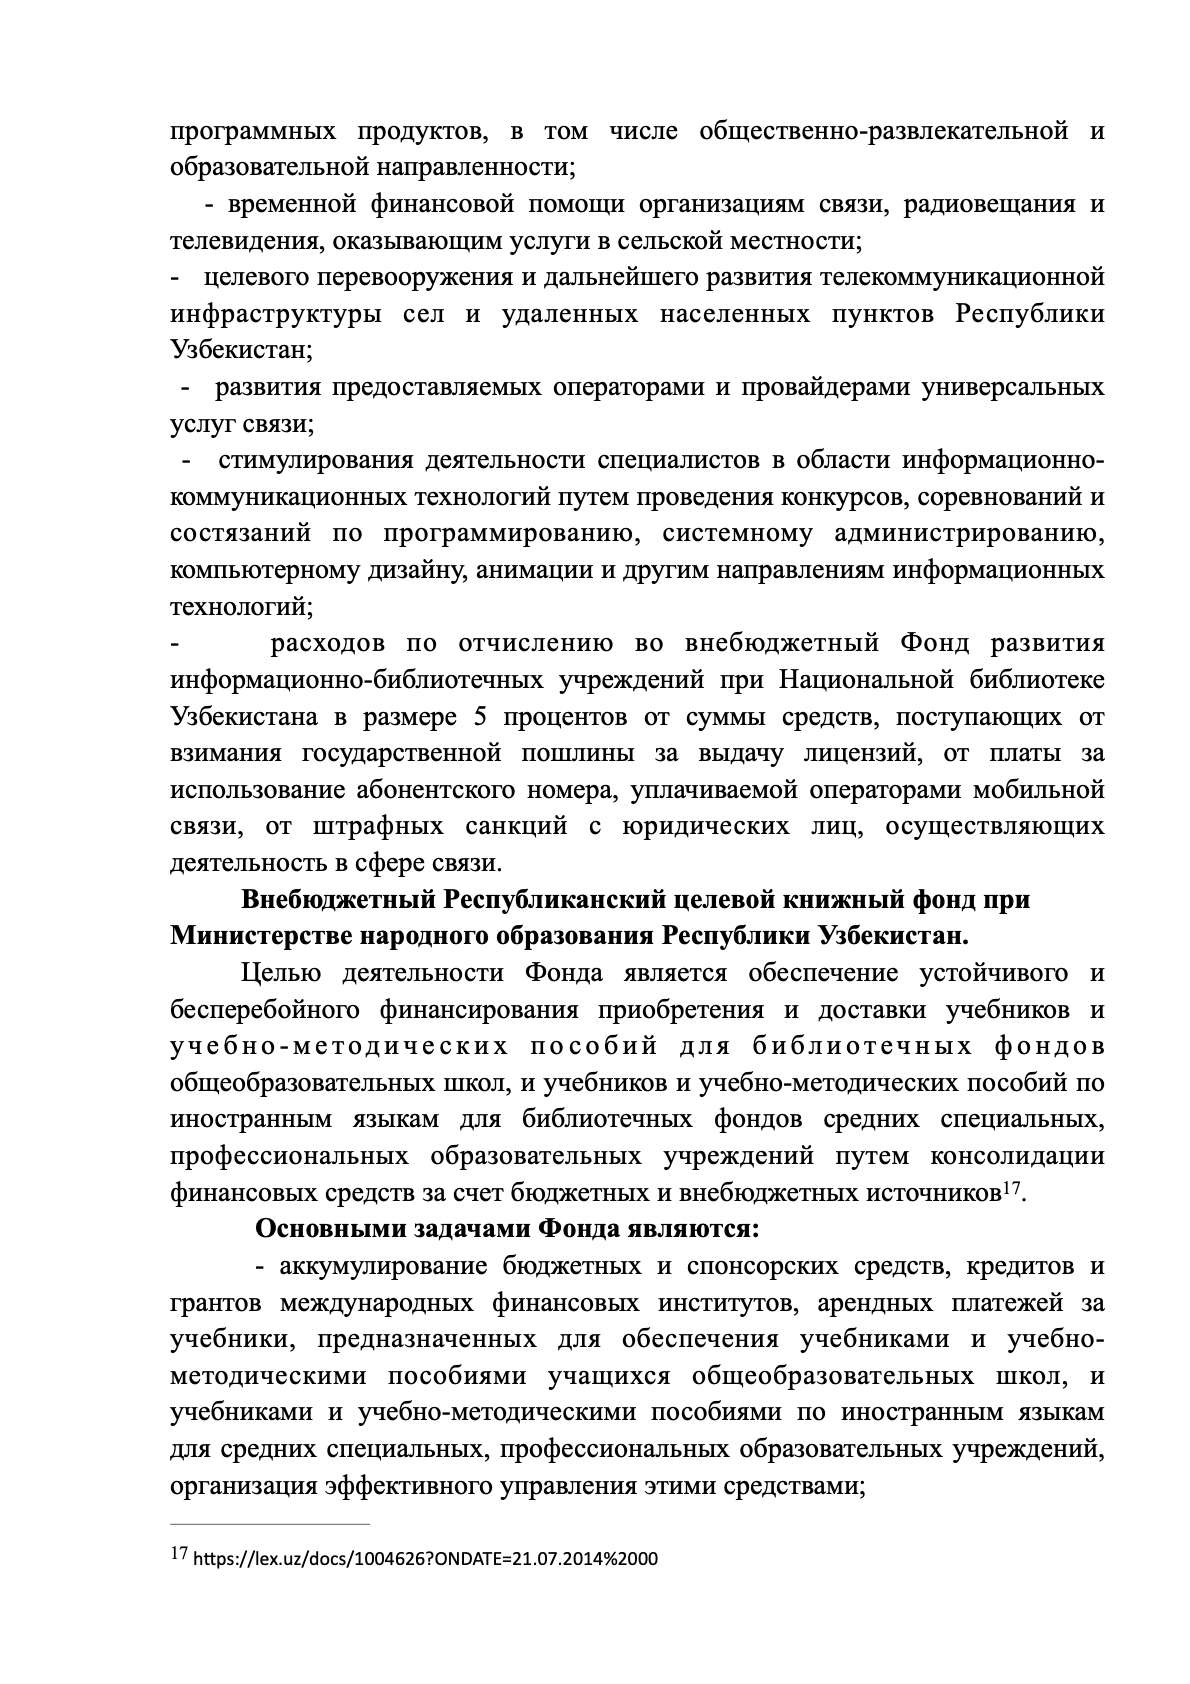 программных продуктов, в том числе общественно-развлекательной и
образовательной направленности;
- временной финансовой помощи организациям связи, радиовещания и
телевидения, оказывающим услуги в сельской местности;
- целевого перевооружения и дальнейшего развития телекоммуникационной
инфраструктуры сел и удаленных населенных пунктов Республики
Узбекистан;
- развития предоставляемых операторами и провайдерами универсальных
услуг связи;
- стимулирования деятельности специалистов в области информационно-
коммуникационных технологий путем проведения конкурсов, соревнований и
состязаний по программированию, системному администрированию,
компьютерному дизайну, анимации и другим направлениям информационных
технологий;
- расходов по отчислению во внебюджетный Фонд развития
информационно-библиотечных учреждений при Национальной библиотеке
Узбекистана в размере 5 процентов от суммы средств, поступающих от
взимания государственной пошлины за выдачу лицензий, от платы за
использование абонентского номера, уплачиваемой операторами мобильной
связи, от штрафных санкций с юридических лиц, осуществляющих
деятельность в сфере связи.
Внебюджетный Республиканский целевой книжный фонд при
Министерстве народного образования Республики Узбекистан.
Целью деятельности Фонда является обеспечение устойчивого и
бесперебойного финансирования приобретения и доставки учебников и
учебно-методических пособий для библиотечных фондов
общеобразовательных школ, и учебников и учебно-методических пособий по
иностранным языкам для библиотечных фондов средних специальных,
профессиональных образовательных учреждений путем консолидации
финансовых средств за счет бюджетных и внебюджетных источников17.
Основными задачами Фонда являются:
- аккумулирование бюджетных и спонсорских средств, кредитов и
грантов международных финансовых институтов, арендных платежей за
учебники, предназначенных для обеспечения учебниками и учебно-
методическими пособиями учащихся общеобразовательных школ, и
учебниками и учебно-методическими пособиями по иностранным языкам
для средних специальных, профессиональных образовательных учреждений,
организация эффективного управления этими средствами;
17 https://lex.uz/docs/1004626?ONDATE=21.07.2014%2000